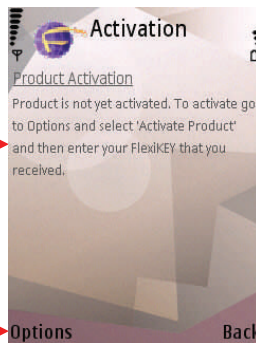 Activation
Product Activation
Product is not yet activated. To activate go
to Options and select 'Activate Product'
and then enter your FlexiKEY that you
received.
Options Back